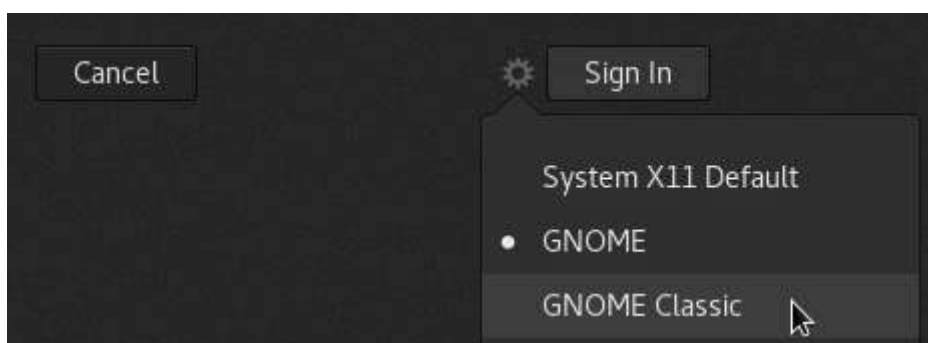 Cancel
Sign In
System X11 Default
GNOME
GNOME Classic